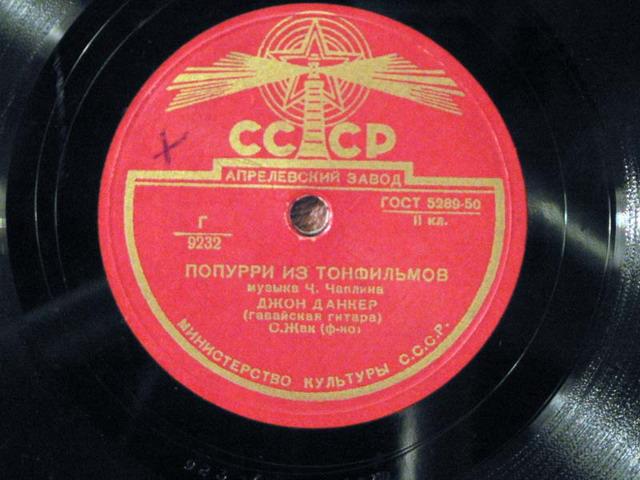 СССР
АПРЕЛЕВСКИЙ ЗАВОД
ГОСТ 5289-50
II кл.
Г
9232
ПОПУРРИ ИЗ ТОНФИЛЬМОВ
музыка Ч. Чаплина
ДЖОН ДАНКЕР
(гавайская гитара)
С.Жак (ф-но)
МИНИСТЕРСТВО КУЛЬТУРЫ С.С.С.Р.